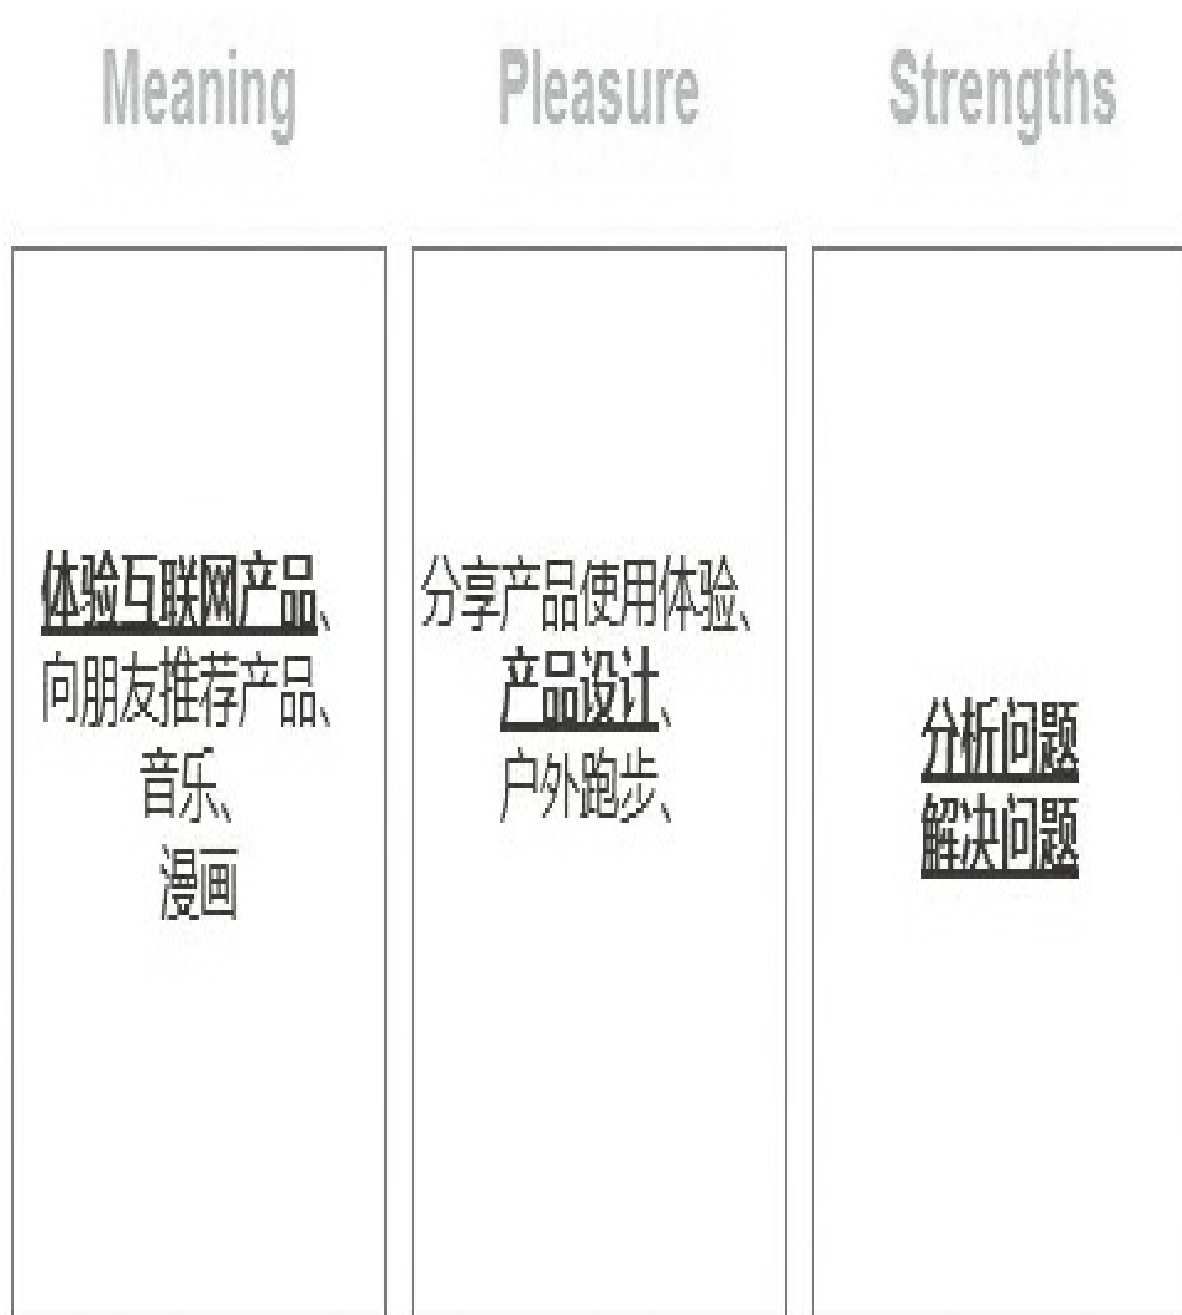 Meaning
Pleasure
Strengths
体验互联网产品、
向朋友推荐产品、
音乐、
漫画
分享产品使用体验、
产品设计、
户外跑步、
分析问题
解决问题